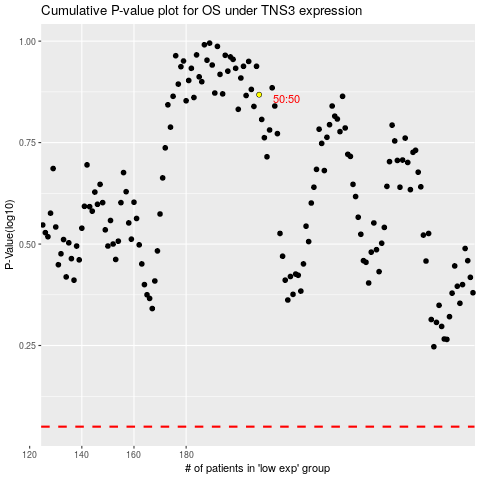 Cumulative P-value plot for OS under TNS3 expression
1.00
50:50
0.75
P-Value(log10)
0.50
0.25
120 140 160 180
# of patients in 'low exp' group